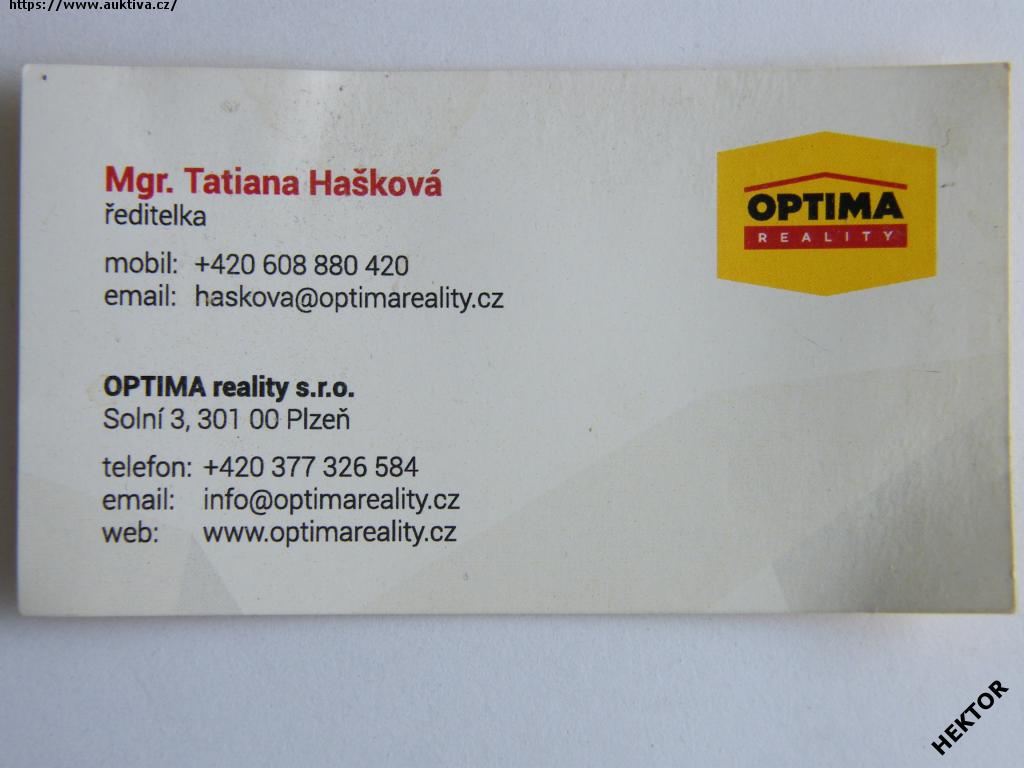 https://www.auktiva.cz/
Mgr. Tatiana Hašková
ředitelka
mobil: +420 608 880 420
email: haskova@optimareality.cz
OPTIMA
REALITY
OPTIMA reality s.r.o.
Solní 3, 301 00 Plzeň
telefon: +420 377 326 584
email: info@optimareality.cz
web: www.optimareality.cz
HEKTOR